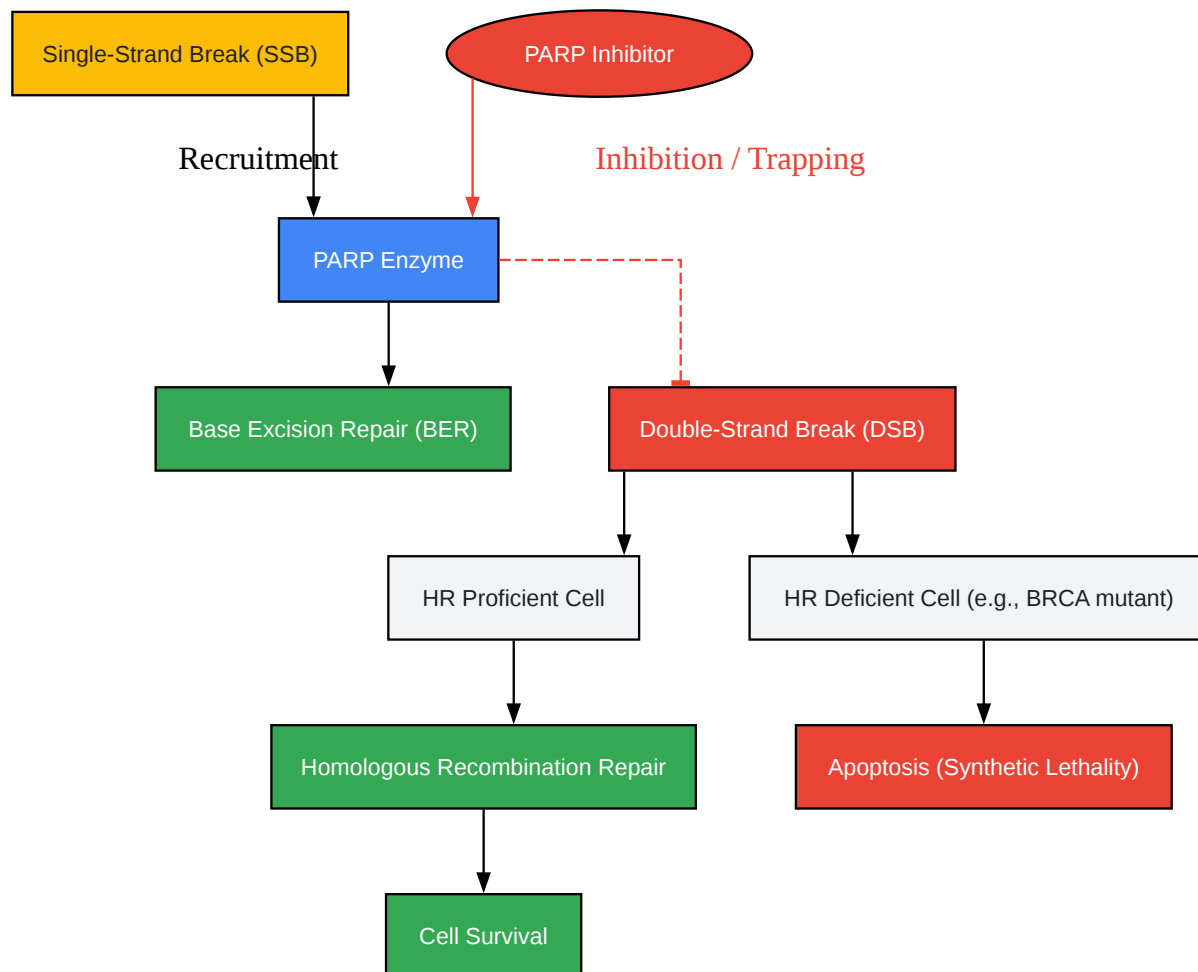 Single-Strand Break (SSB)
PARP Inhibitor
Recruitment
Inhibition / Trapping
PARP Enzyme
Base Excision Repair (BER)
Double-Strand Break (DSB)
HR Proficient Cell
HR Deficient Cell (e.g., BRCA mutant)
Homologous Recombination Repair
Apoptosis (Synthetic Lethality)
Cell Survival